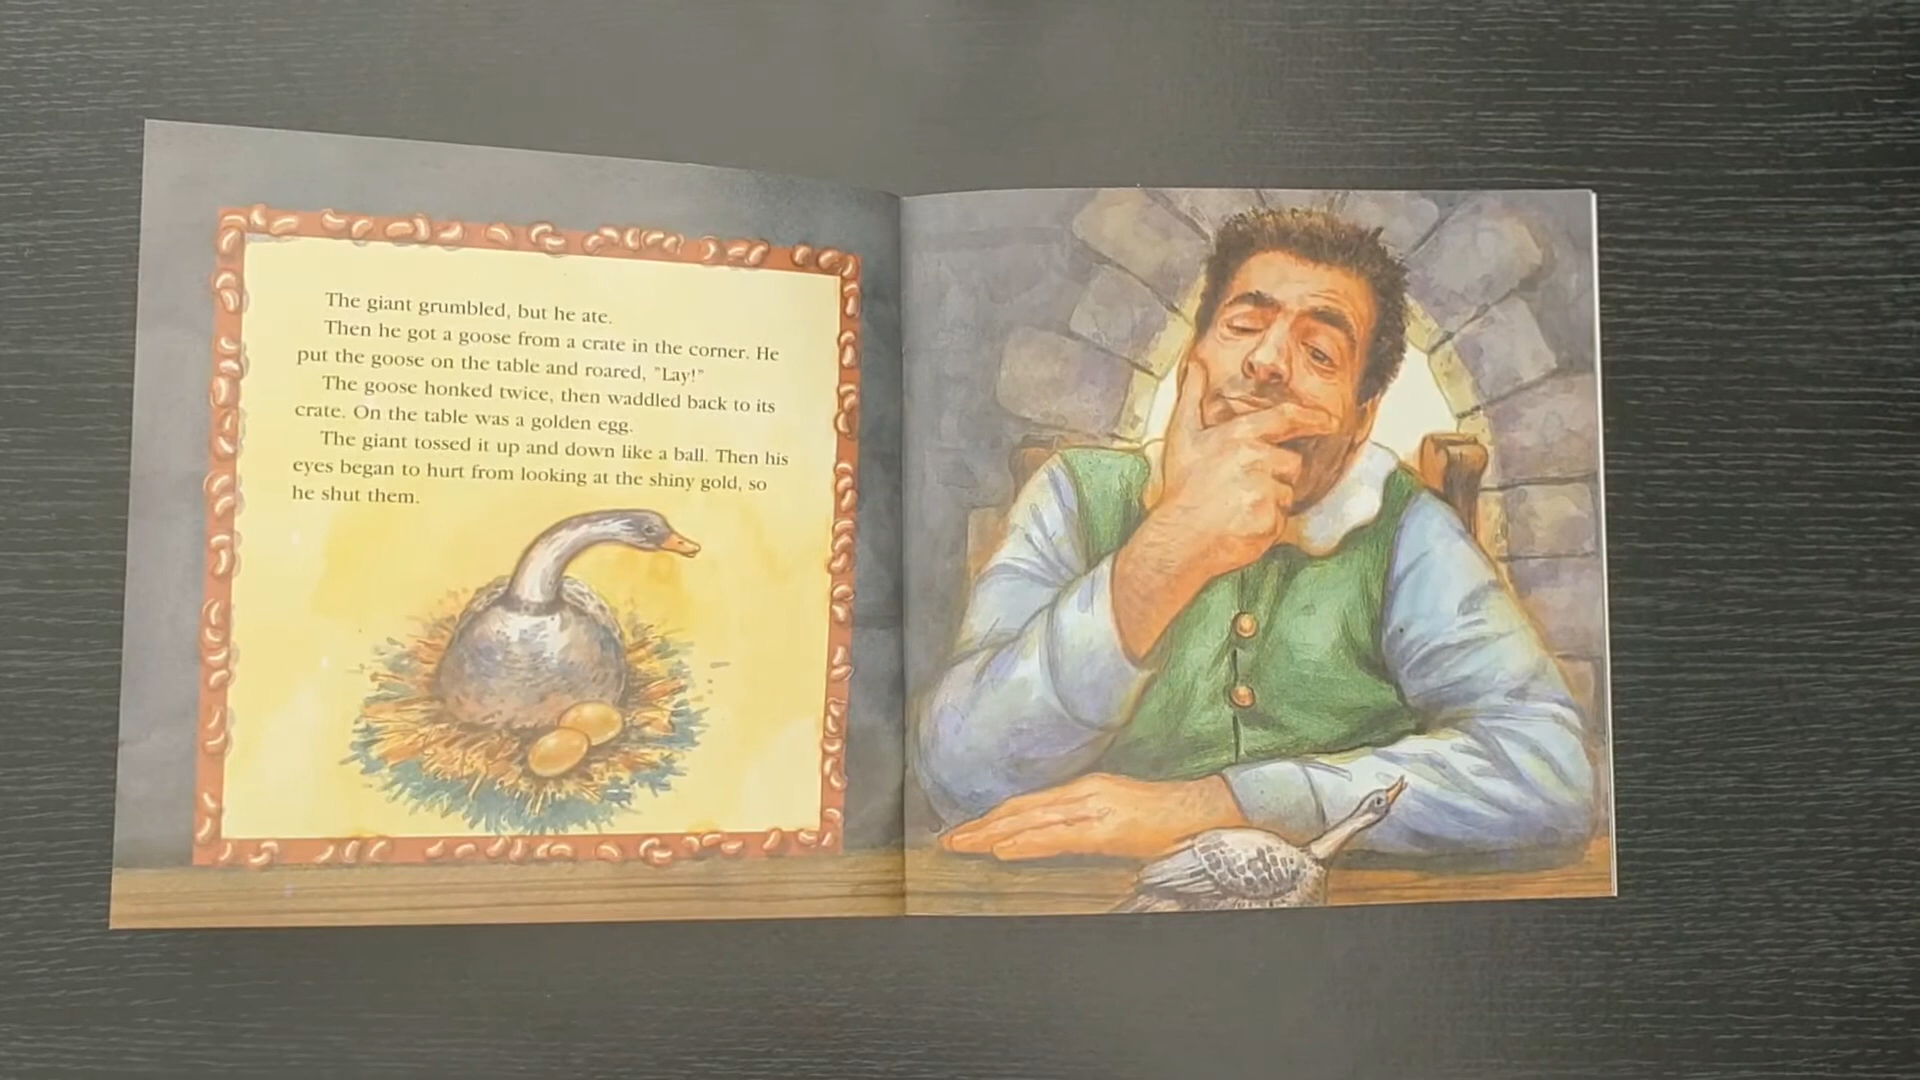 The giant grumbled, but he ate.
Then he got a goose from a crate in the corner. He
put the goose on the table and roared, "Lay!"
The goose honked twice, then waddled back to its
crate. On the table was a golden egg.
The giant tossed it up and down like a ball. Then his
eyes began to hurt from looking at the shiny gold, so
he shut them.